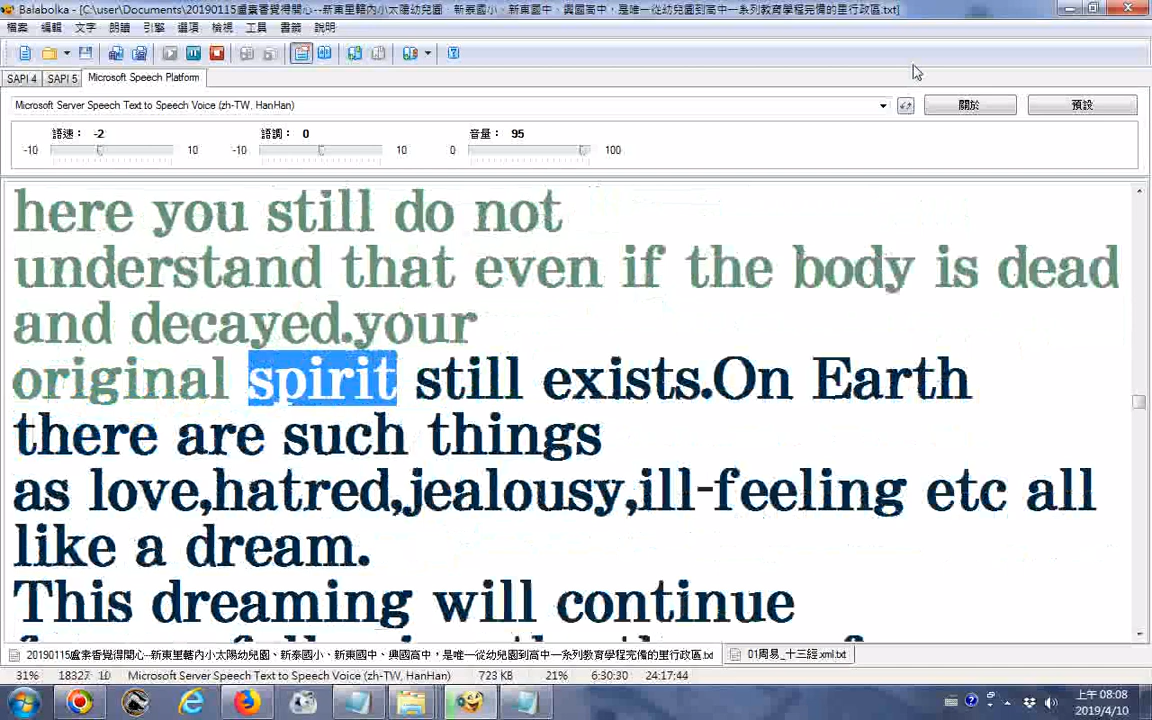 Balabolka - [C:\user\Documents\20190115盧素香覺得開心--新東里轄內小太陽幼兒園、新泰國小、新東國中、興國高中，是唯一從幼兒園到高中一系列教育學程完備的里行政區.txt]
檔案 編輯 文字 朗讀 引擎 選項 檢視 工具 書籤 說明
SAPI 4 SAPI 5 Microsoft Speech Platform
Microsoft Server Speech Text to Speech Voice (zh-TW, HanHan) 關於 預設
語速： -2 語調： 0 音量： 95
-10 10 -10 10 0 100
here you still do not
understand that even if the body is dead
and decayed.your
original spirit still exists.On Earth
there are such things
as love,hatred,jealousy,ill-feeling etc all
like a dream.
This dreaming will continue
20190115盧素香覺得開心--新東里轄內小太陽幼兒園、新泰國小、新東國中、興國高中，是唯一從幼兒園到高中一系列教育學程完備的里行政區.txt 01周易_十三經.xml.txt
31% 18327 10 Microsoft Server Speech Text to Speech Voice (zh-TW, HanHan) 723 KB 21% 6:30:30 24:17:44
上午 08:08
2019/4/10